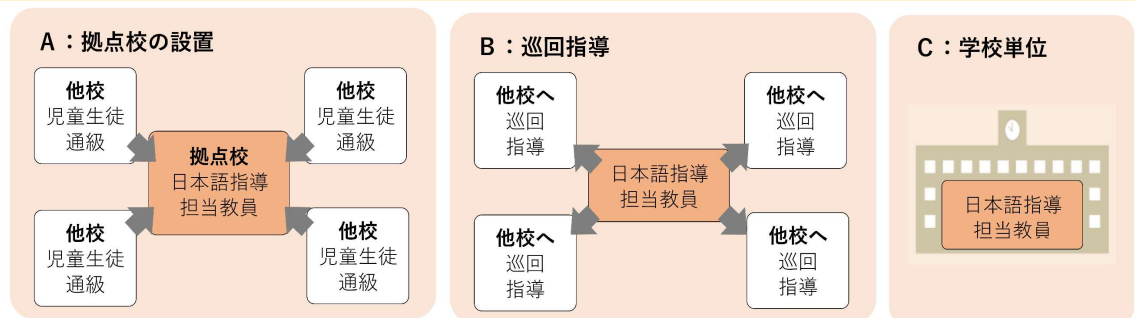 A：拠点校の設置
他校
児童生徒
通級
他校
児童生徒
通級
拠点校
日本語指導
担当教員
他校
児童生徒
通級
他校
児童生徒
通級
B：巡回指導
他校へ
巡回
指導
他校へ
巡回
指導
日本語指導
担当教員
他校へ
巡回
指導
他校へ
巡回
指導
C：学校単位
日本語指導
担当教員